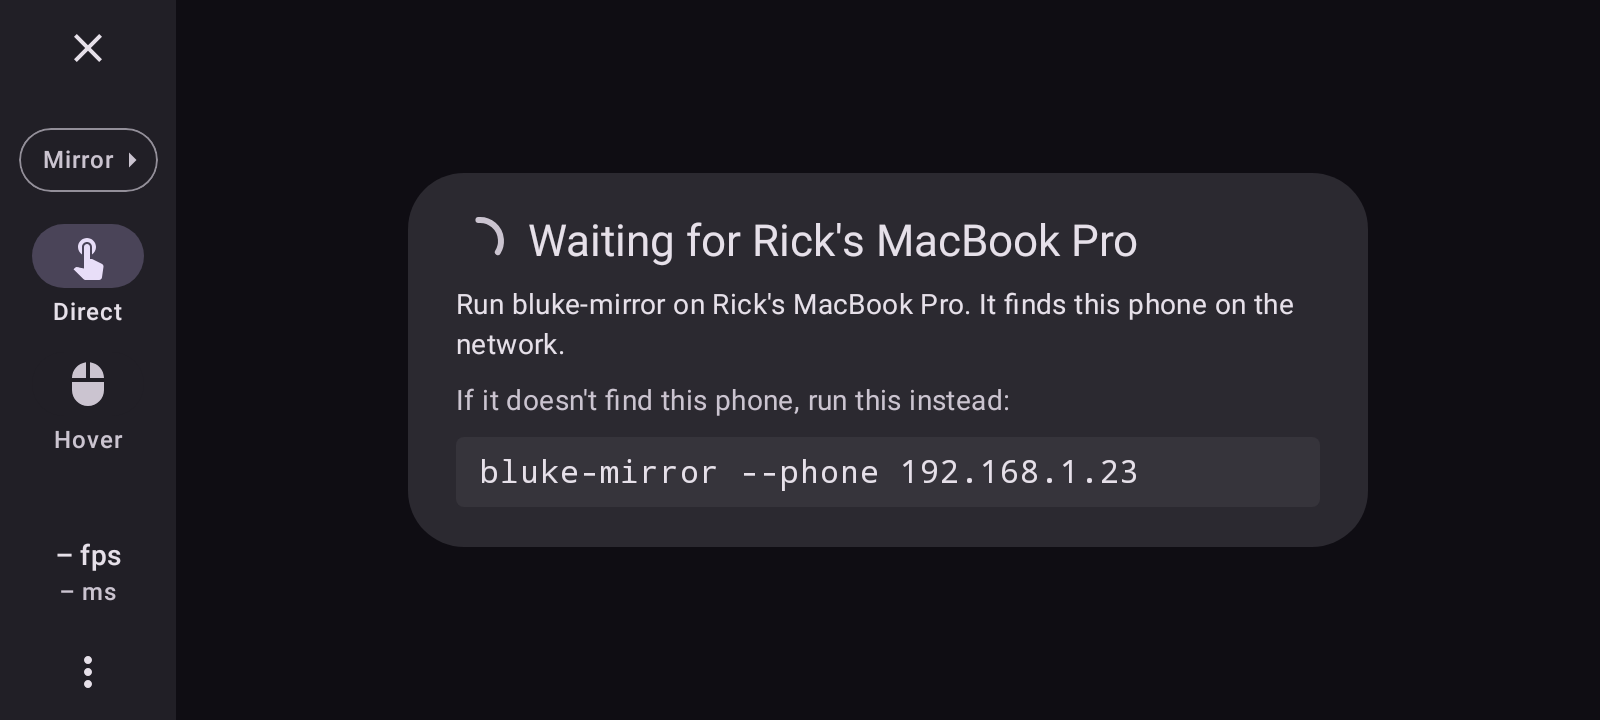 Mirror
Direct
Hover
– fps
– ms
Waiting for Rick's MacBook Pro
Run bluke-mirror on Rick's MacBook Pro. It finds this phone on the
network.
If it doesn't find this phone, run this instead:
bluke-mirror --phone 192.168.1.23